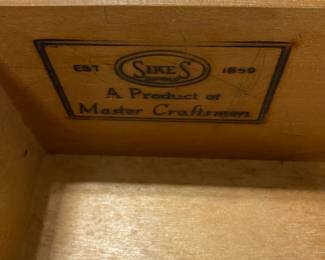 EST SIKES 1859
A Product of
Master Craftsmen